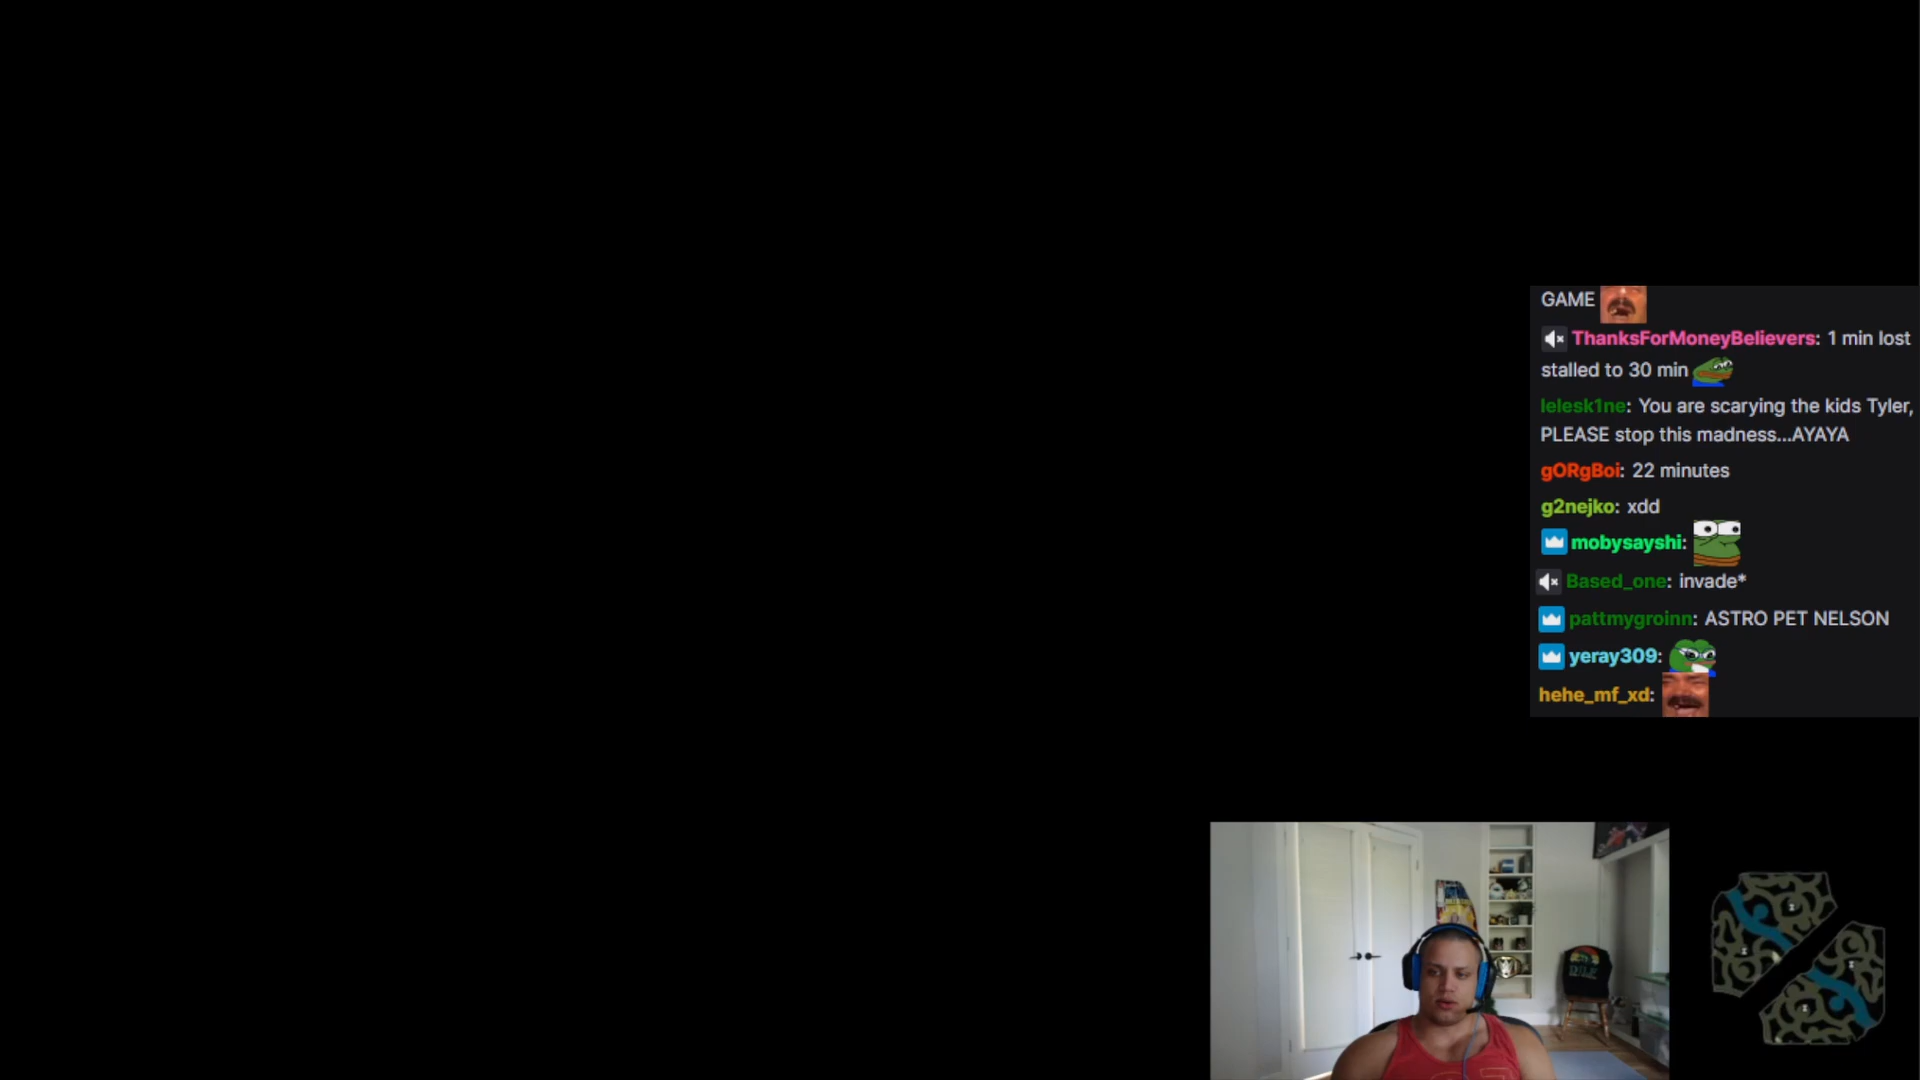 GAME
ThanksForMoneyBelievers: 1 min lost
stalled to 30 min
lelesk1ne: You are scarying the kids Tyler,
PLEASE stop this madness...AYAYA
gORgBoi: 22 minutes
g2nejko: xdd
mobysayshi:
Based_one: invade*
pattmygroinn: ASTRO PET NELSON
yeray309:
hehe_mf_xd: